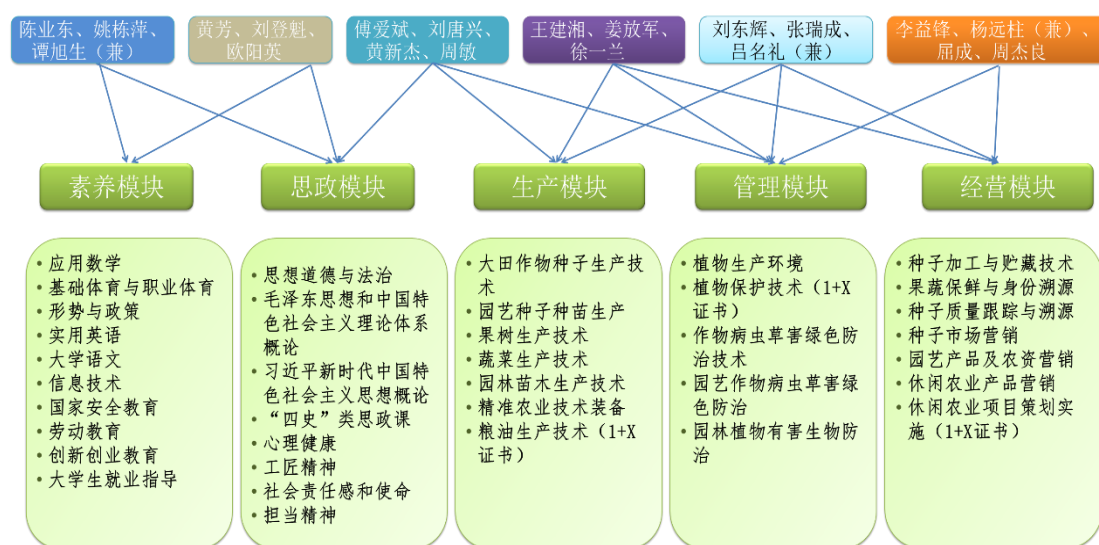 陈业东、姚栋萍、
谭旭生（兼）
黄芳、刘登魁、
欧阳英
傅爱斌、刘唐兴、
黄新杰、周敏
王建湘、姜放军、
徐一兰
刘东辉、张瑞成、
吕名礼（兼）
李益锋、杨远柱（兼）、
屈成、周杰良
素养模块
思政模块
生产模块
管理模块
经营模块
• 应用数学
• 基础体育与职业体育
• 形势与政策
• 实用英语
• 大学语文
• 信息技术
• 国家安全教育
• 劳动教育
• 创新创业教育
• 大学生就业指导
• 思想道德与法治
• 毛泽东思想和中国特
色社会主义理论体系
概论
• 习近平新时代中国特
色社会主义思想概论
• “四史”类思政课
• 心理健康
• 工匠精神
• 社会责任感和使命
• 担当精神
• 大田作物种子生产技
术
• 园艺种子种苗生产
• 果树生产技术
• 蔬菜生产技术
• 园林苗木生产技术
• 精准农业技术装备
• 粮油生产技术（1+X
证书）
• 植物生产环境
• 植物保护技术（1+X
证书）
• 作物病虫草害绿色防
治技术
• 园艺作物病虫草害绿
色防治
• 园林植物有害生物防
治
• 种子加工与贮藏技术
• 果蔬保鲜与身份溯源
• 种子质量跟踪与溯源
• 种子市场营销
• 园艺产品及农资营销
• 休闲农业产品营销
• 休闲农业项目策划实
施（1+X证书）